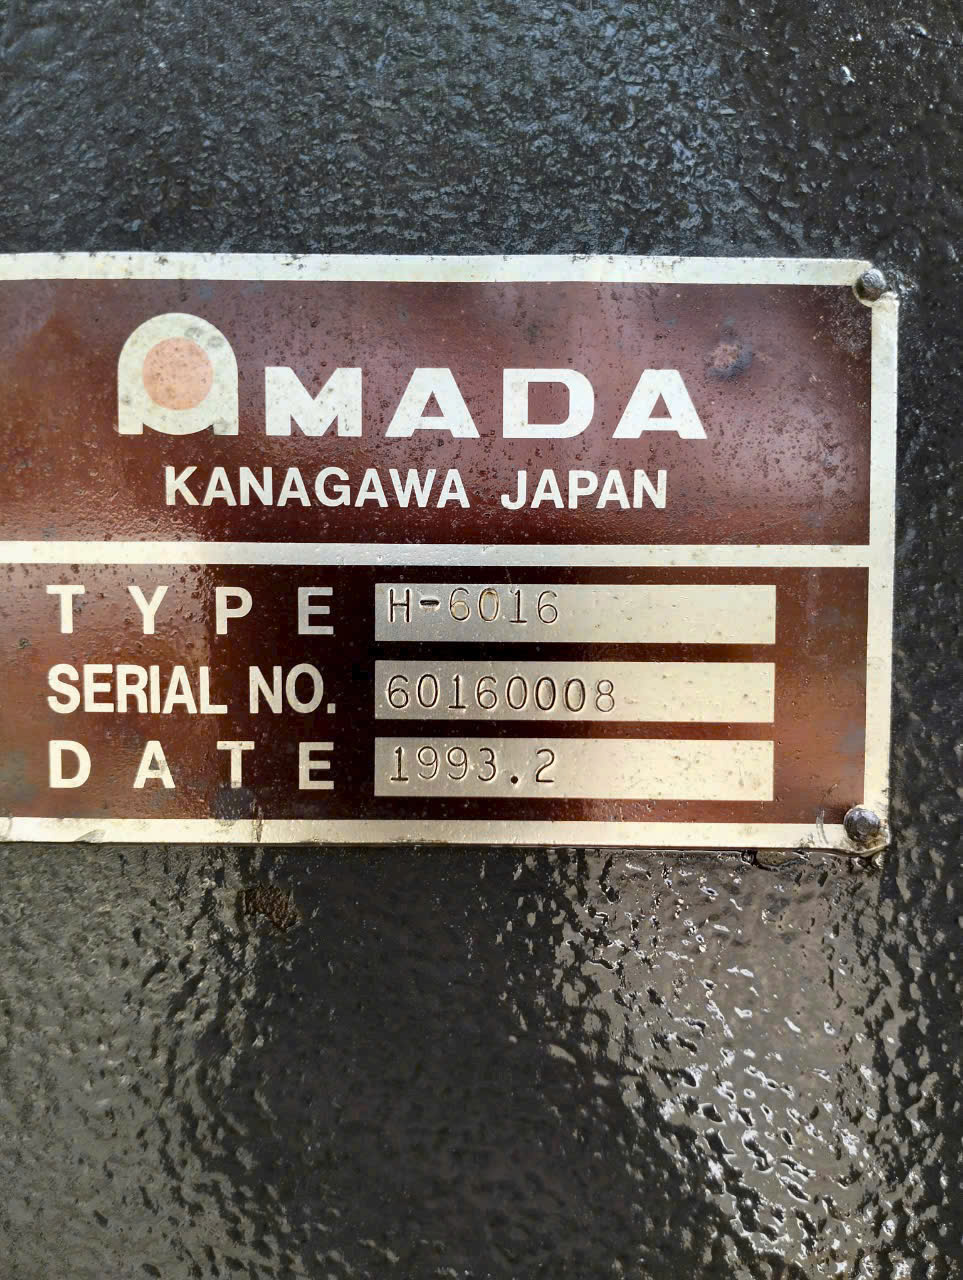 AMADA
KANAGAWA JAPAN
TYPE H-6016
SERIAL NO. 60160008
DATE 1993.2